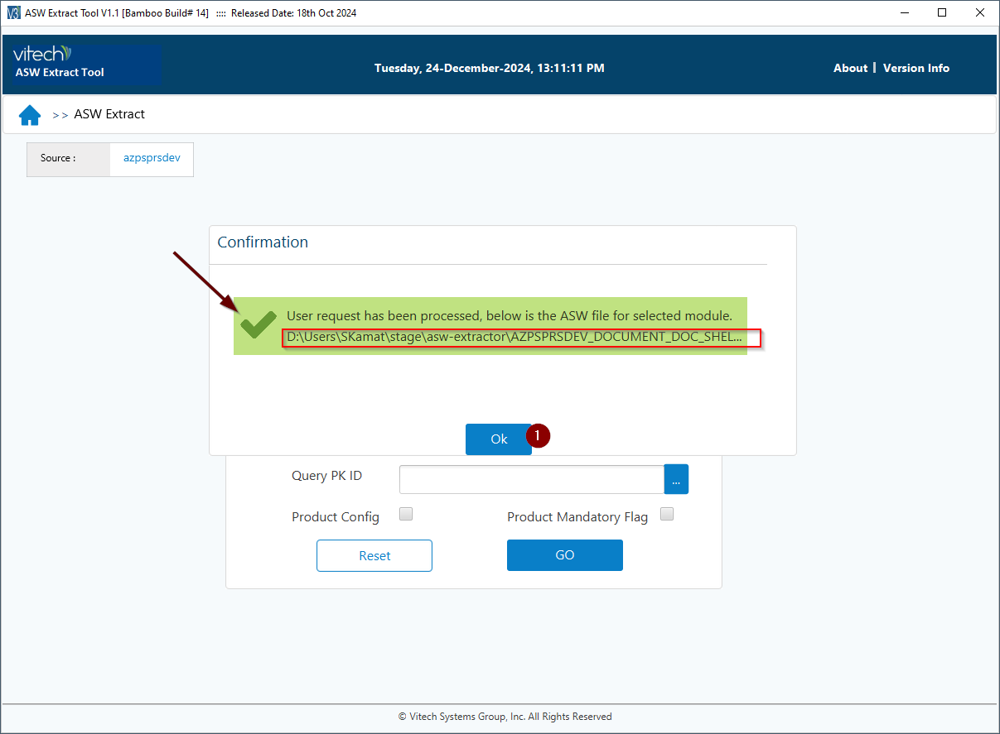 V3 ASW Extract Tool V1.1 [Bamboo Build# 14] :::: Released Date: 18th Oct 2024
vitech
ASW Extract Tool
Tuesday, 24-December-2024, 13:11:11 PM
About | Version Info
>> ASW Extract
Source :
azpsprsdev
Confirmation
User request has been processed, below is the ASW file for selected module.
D:\Users\SKamat\stage\asw-extractor\AZPSPRSDEV_DOCUMENT_DOC_SHEL...
Ok
1
Query PK ID
...
Product Config
Product Mandatory Flag
Reset
GO
© Vitech Systems Group, Inc. All Rights Reserved